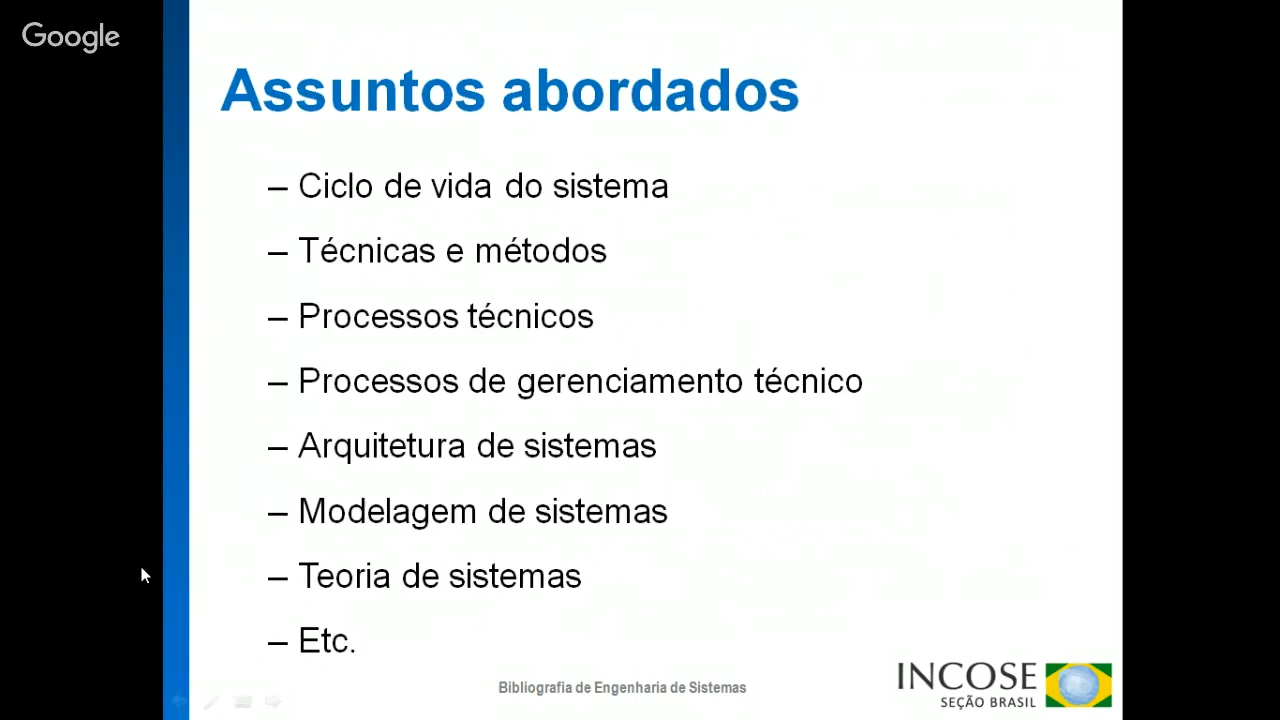 Google
Assuntos abordados
– Ciclo de vida do sistema
– Técnicas e métodos
– Processos técnicos
– Processos de gerenciamento técnico
– Arquitetura de sistemas
– Modelagem de sistemas
– Teoria de sistemas
– Etc.
Bibliografia de Engenharia de Sistemas
INCOSE
SEÇÃO BRASIL